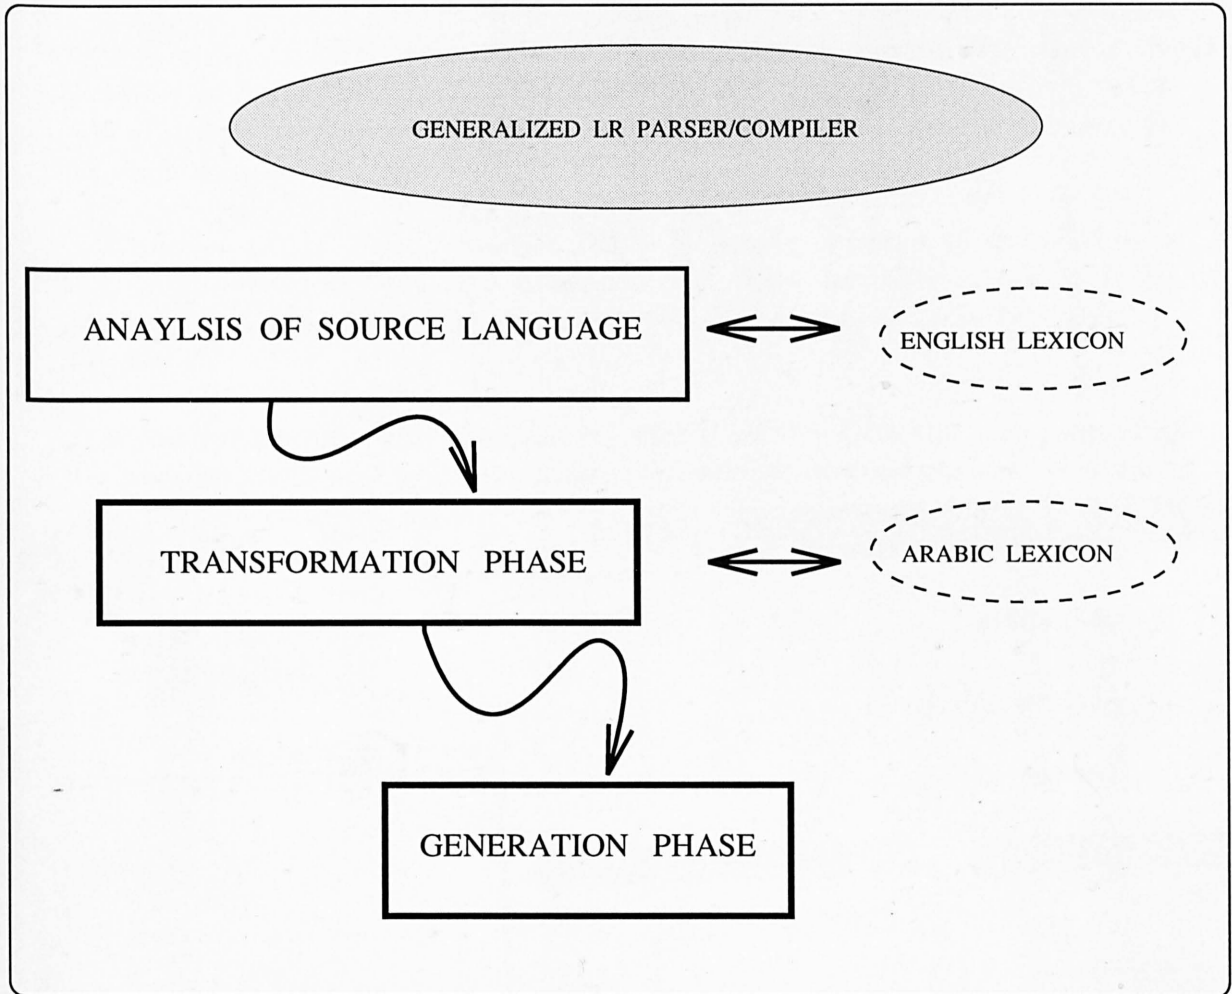 GENERALIZED LR PARSER/COMPILER
ANAYLSIS OF SOURCE LANGUAGE
ENGLISH LEXICON
TRANSFORMATION PHASE
ARABIC LEXICON
GENERATION PHASE